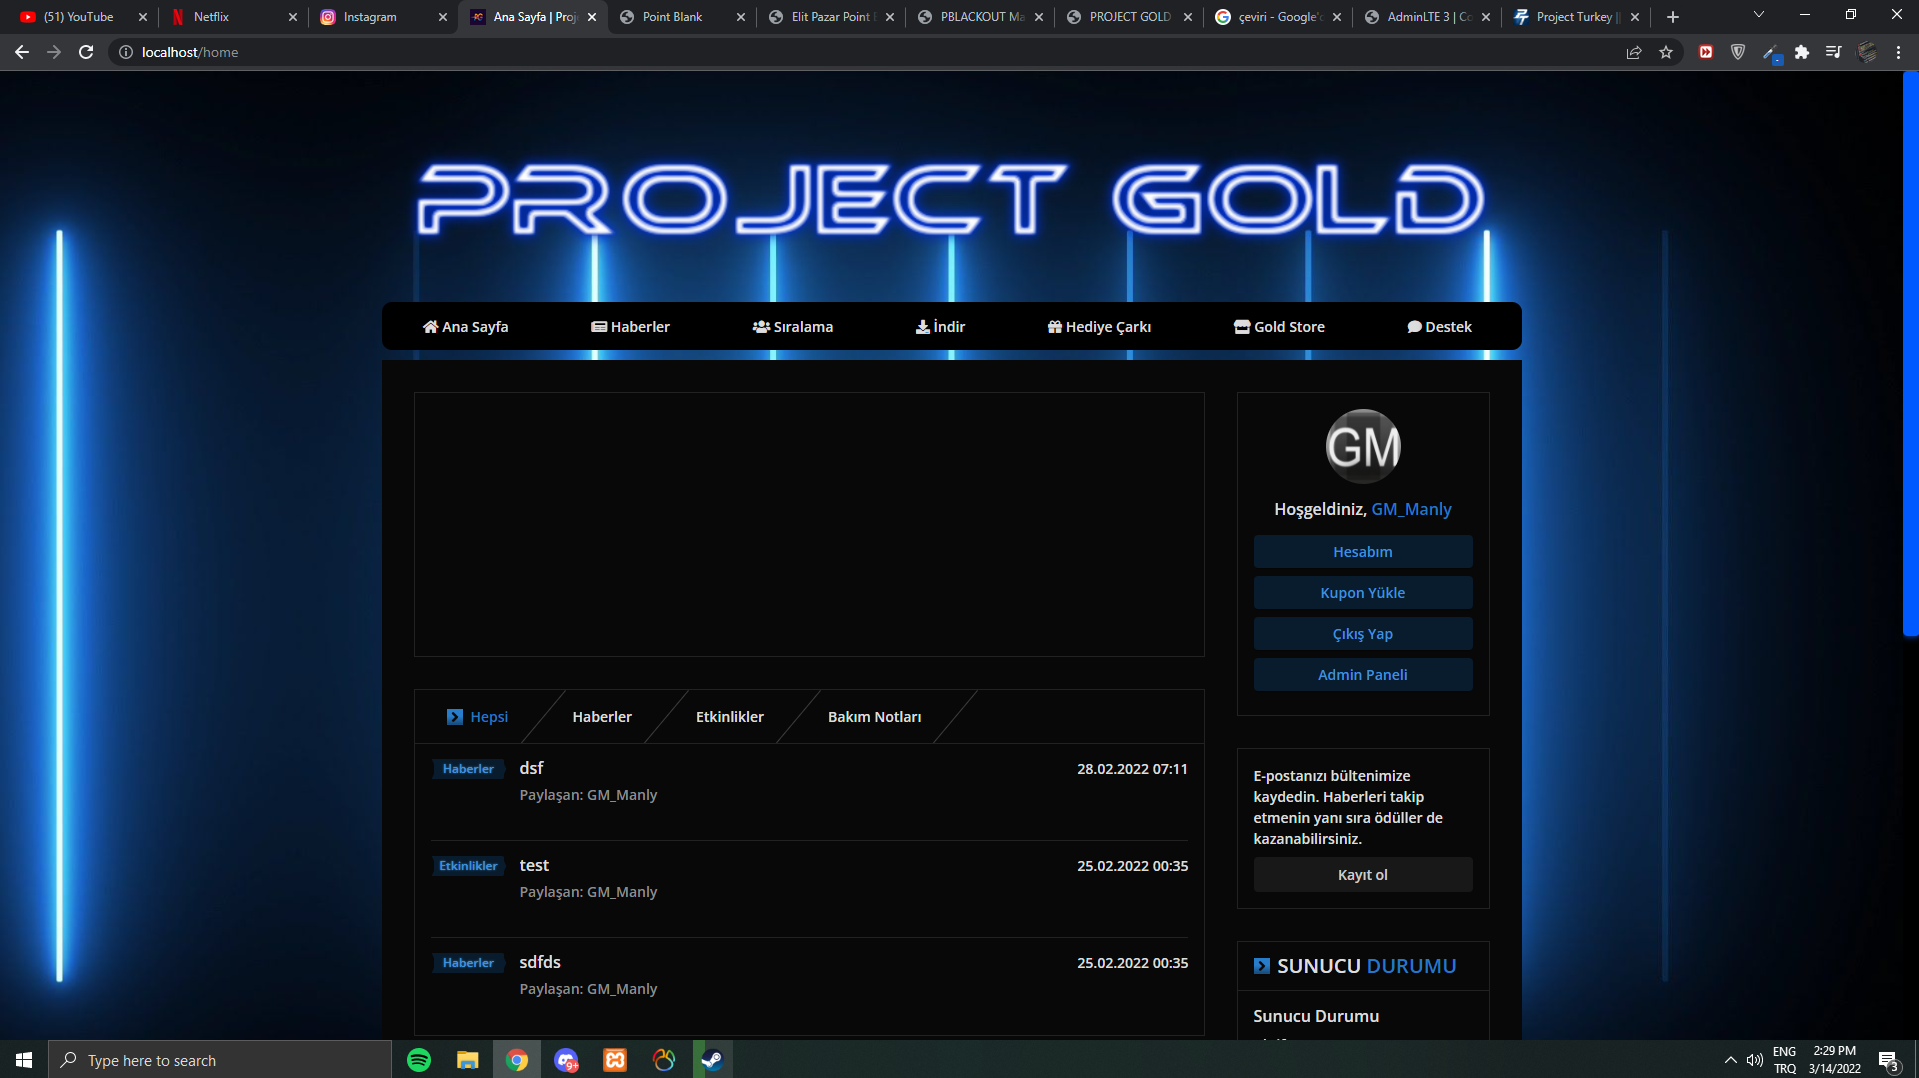 (51) YouTube
Netflix
Instagram
Ana Sayfa | Proj
Point Blank
Elit Pazar Point
PBLACKOUT Ma
PROJECT GOLD
çeviri - Google'
AdminLTE 3 | Co
Project Turkey ||
localhost/home
PROJECT GOLD
Ana Sayfa
Haberler
Sıralama
İndir
Hediye Çarkı
Gold Store
Destek
GM
Hoşgeldiniz, GM_Manly
Hesabım
Kupon Yükle
Çıkış Yap
Admin Paneli
Hepsi
Haberler
Etkinlikler
Bakım Notları
Haberler dsf 28.02.2022 07:11
Paylaşan: GM_Manly
Etkinlikler test 25.02.2022 00:35
Paylaşan: GM_Manly
Haberler sdfds 25.02.2022 00:35
Paylaşan: GM_Manly
E-postanızı bültenimize
kaydedin. Haberleri takip
etmenin yanı sıra ödüller de
kazanabilirsiniz.
Kayıt ol
SUNUCU DURUMU
Sunucu Durumu
Type here to search
9+
ENG
TRQ
2:29 PM
3/14/2022
3